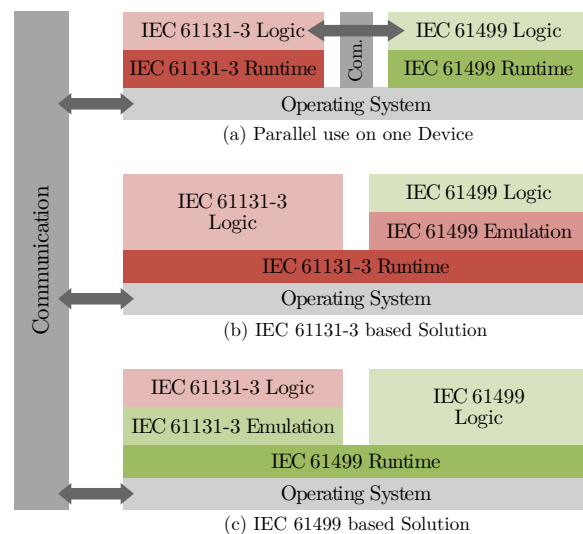 Communication
IEC 61131-3 Logic
Com.
IEC 61499 Logic
IEC 61131-3 Runtime
IEC 61499 Runtime
Operating System
(a) Parallel use on one Device
IEC 61131-3
Logic
IEC 61499 Logic
IEC 61499 Emulation
IEC 61131-3 Runtime
Operating System
(b) IEC 61131-3 based Solution
IEC 61131-3 Logic
IEC 61131-3 Emulation
IEC 61499
Logic
IEC 61499 Runtime
Operating System
(c) IEC 61499 based Solution